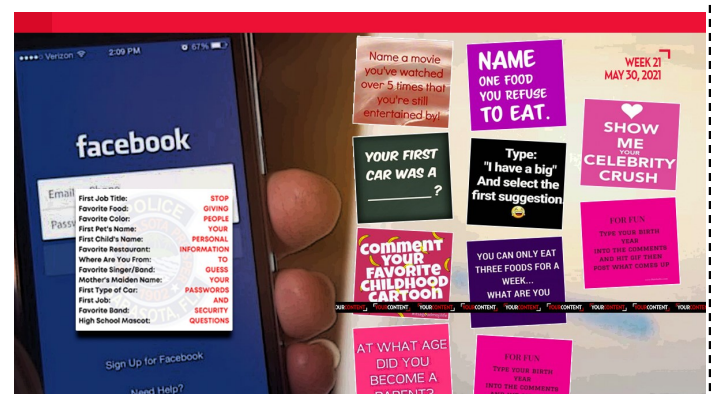 Verizon 2:09 PM 67%
facebook
Email
Passw
First Job Title: STOP
Favorite Food: GIVING
Favorite Color: PEOPLE
First Pet's Name: YOUR
First Child's Name: PERSONAL
Favorite Restaurant: INFORMATION
Where Are You From: TO
Favorite Singer/Band: GUESS
Mother's Maiden Name: YOUR
First Type of Car: PASSWORDS
First Job: AND
Favorite Band: SECURITY
High School Mascot: QUESTIONS
POLICE
Sign Up for Facebook
Need Help?
Name a movie
you've watched
over 5 times that
you're still
entertained by!
NAME
ONE FOOD
YOU REFUSE
TO EAT.
WEEK 21
MAY 30, 2021
YOUR FIRST
CAR WAS A
?
Type:
"I have a big"
And select the
first suggestion
SHOW
ME
YOUR
CELEBRITY
CRUSH
comment
YOUR
FAVORITE
CHILDHOOD
CARTOON
YOU CAN ONLY EAT
THREE FOODS FOR A
WEEK...
WHAT ARE YOU
FOR FUN
TYPE YOUR BIRTH
YEAR
INTO THE COMMENTS
AND HIT GIF THEN
POST WHAT COMES UP
YOURCONTENT YOURCONTENT YOURCONTENT YOURCONTENT YOURCONTENT YOURCONTENT
AT WHAT AGE
DID YOU
BECOME A
PARENT?
FOR FUN
TYPE YOUR BIRTH
YEAR
INTO THE COMMENTS